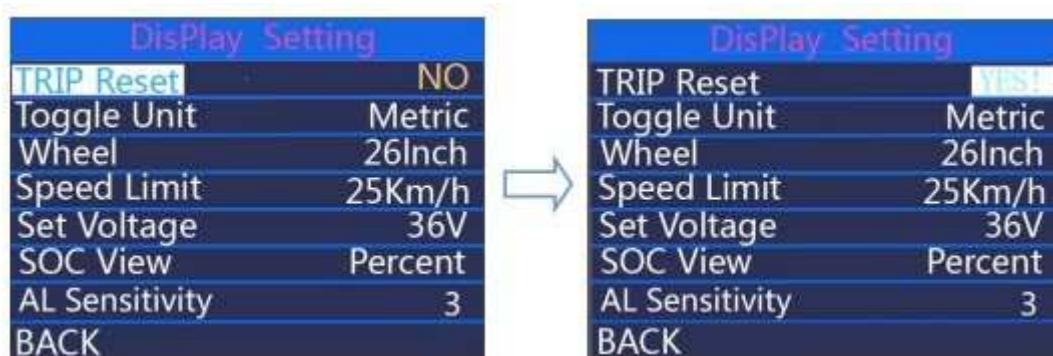 DisPlay Setting
TRIP Reset NO
Toggle Unit Metric
Wheel 26Inch
Speed Limit 25Km/h
Set Voltage 36V
SOC View Percent
AL Sensitivity 3
BACK
DisPlay Setting
TRIP Reset YES!
Toggle Unit Metric
Wheel 26Inch
Speed Limit 25Km/h
Set Voltage 36V
SOC View Percent
AL Sensitivity 3
BACK